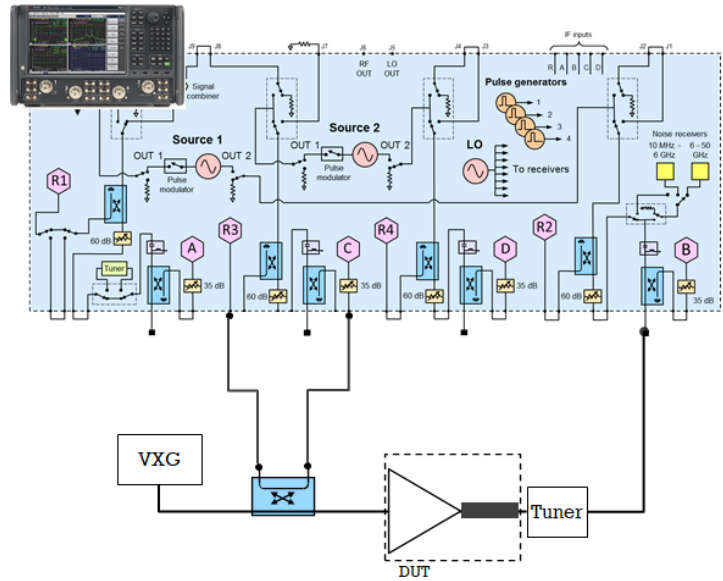 J9
J8
J7
J6
J5
J4
J3
J2
J1
RF
OUT
LO
OUT
IF inputs
R A B C D
Signal
combiner
Pulse generators
1
2
3
4
Source 1
Source 2
OUT 1
OUT 2
OUT 1
OUT 2
Pulse
modulator
Pulse
modulator
LO
To receivers
Noise receivers
10 MHz -
6 GHz
6 - 50
GHz
R1
A
R3
C
R4
D
R2
B
60 dB
35 dB
60 dB
35 dB
60 dB
35 dB
60 dB
35 dB
Tuner
VXG
Tuner
DUT